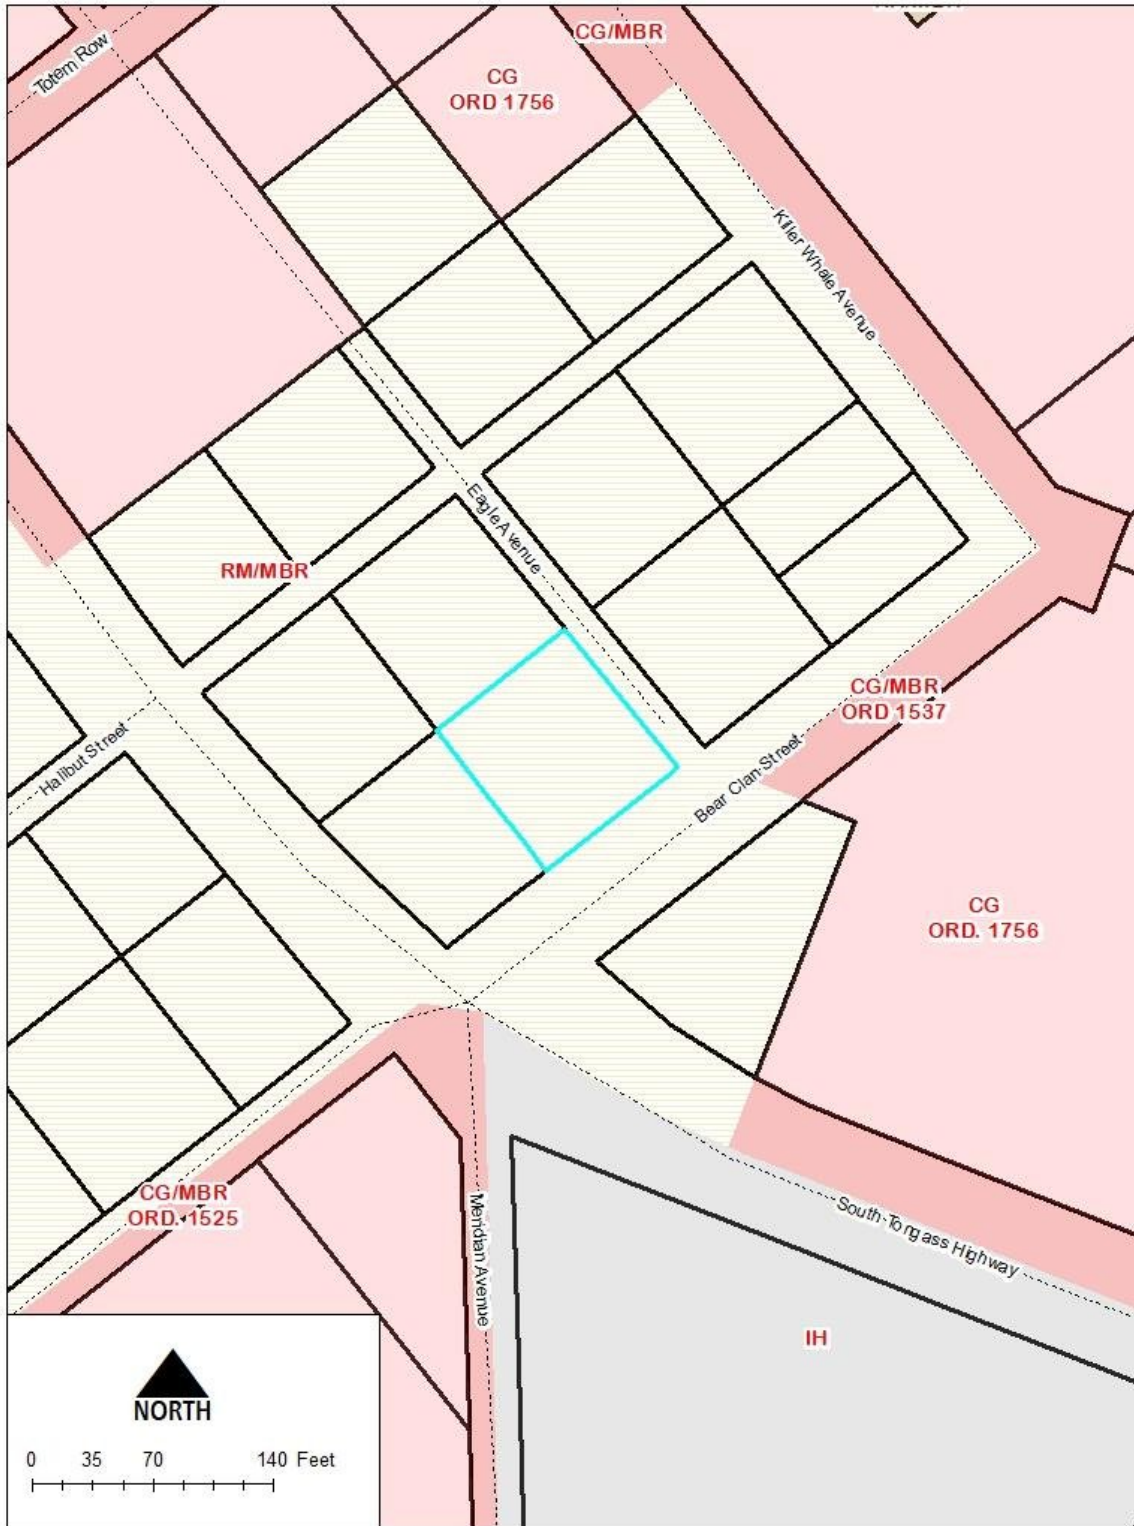 CG/MBR
Totem Row
CG
ORD 1756
Killer Whale Avenue
Eagle Avenue
RM/MBR
CG/MBR
ORD 1537
Halibut Street
Bear Clan Street
CG
ORD. 1756
CG/MBR
ORD. 1525
Meridian Avenue
South Tongass Highway
IH
NORTH
0 35 70 140 Feet